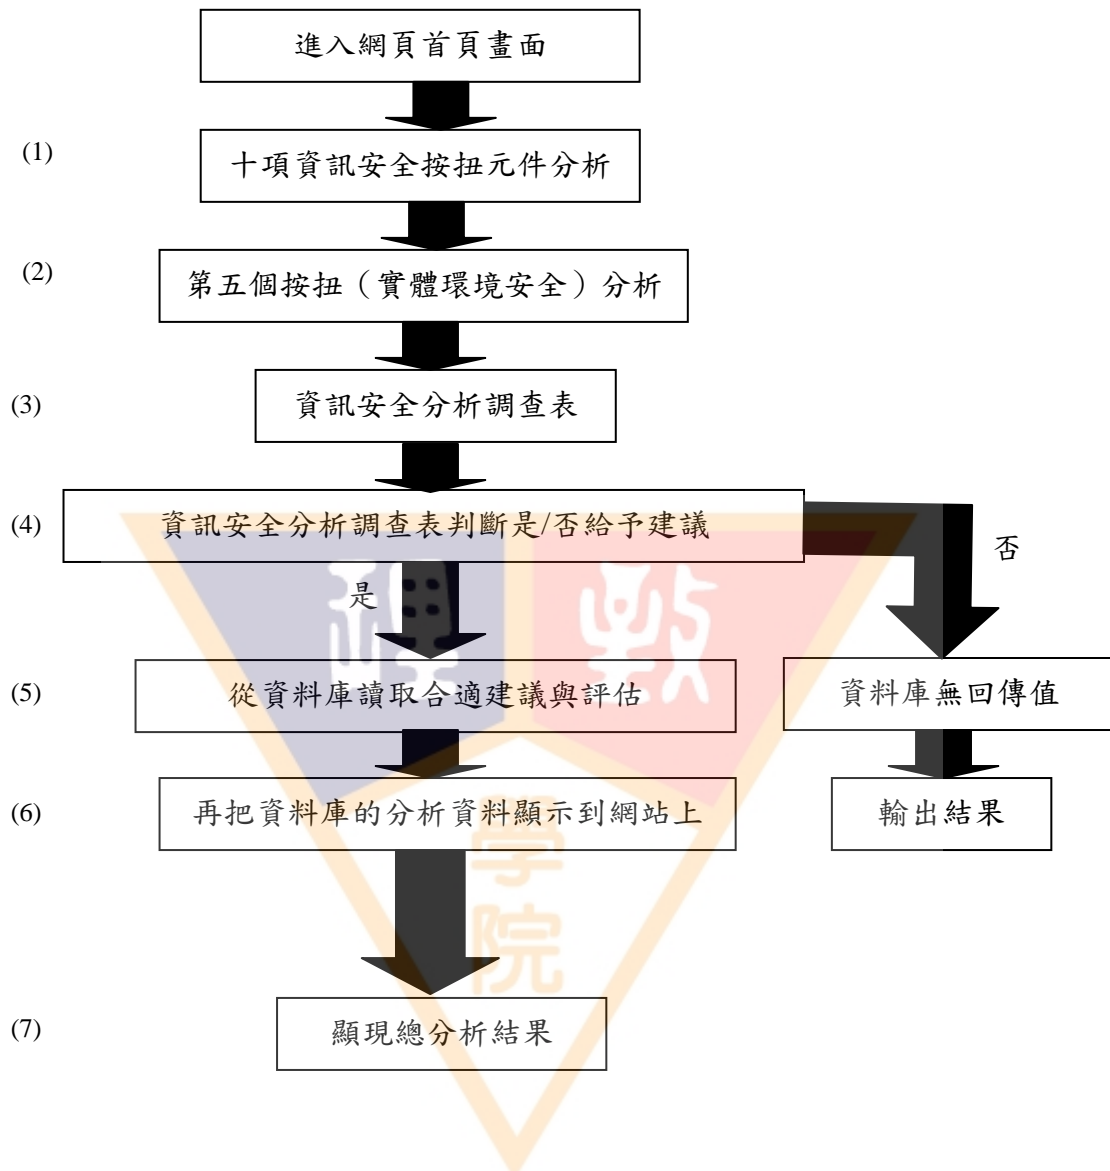 進入網頁首頁畫面
(1) 十項資訊安全按扭元件分析
(2) 第五個按扭（實體環境安全）分析
(3) 資訊安全分析調查表
(4) 資訊安全分析調查表判斷是/否給予建議
否
是
(5) 從資料庫讀取合適建議與評估 資料庫無回傳值
(6) 再把資料庫的分析資料顯示到網站上 輸出結果
(7) 顯現總分析結果
理 教
學
院